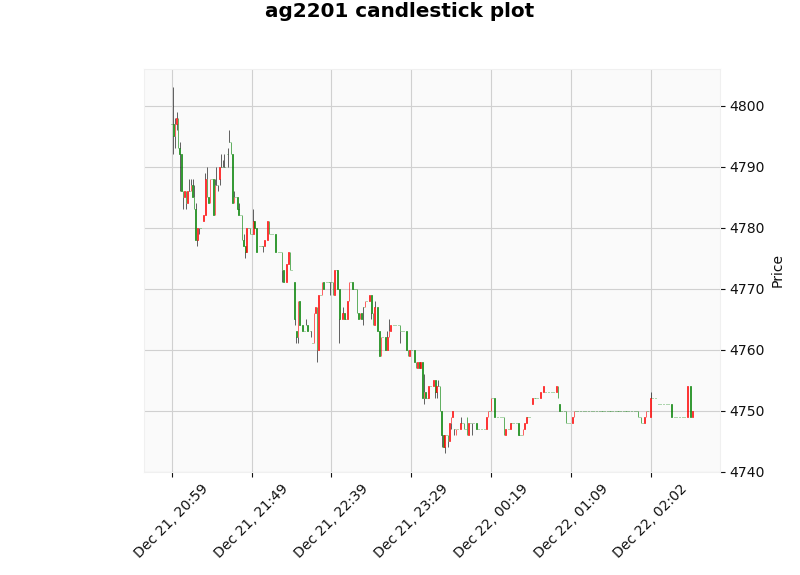 ag2201 candlestick plot
4800
4790
4780
4770
4760
4750
4740
Price
Dec 21, 20:59
Dec 21, 21:49
Dec 21, 22:39
Dec 21, 23:29
Dec 22, 00:19
Dec 22, 01:09
Dec 22, 02:02